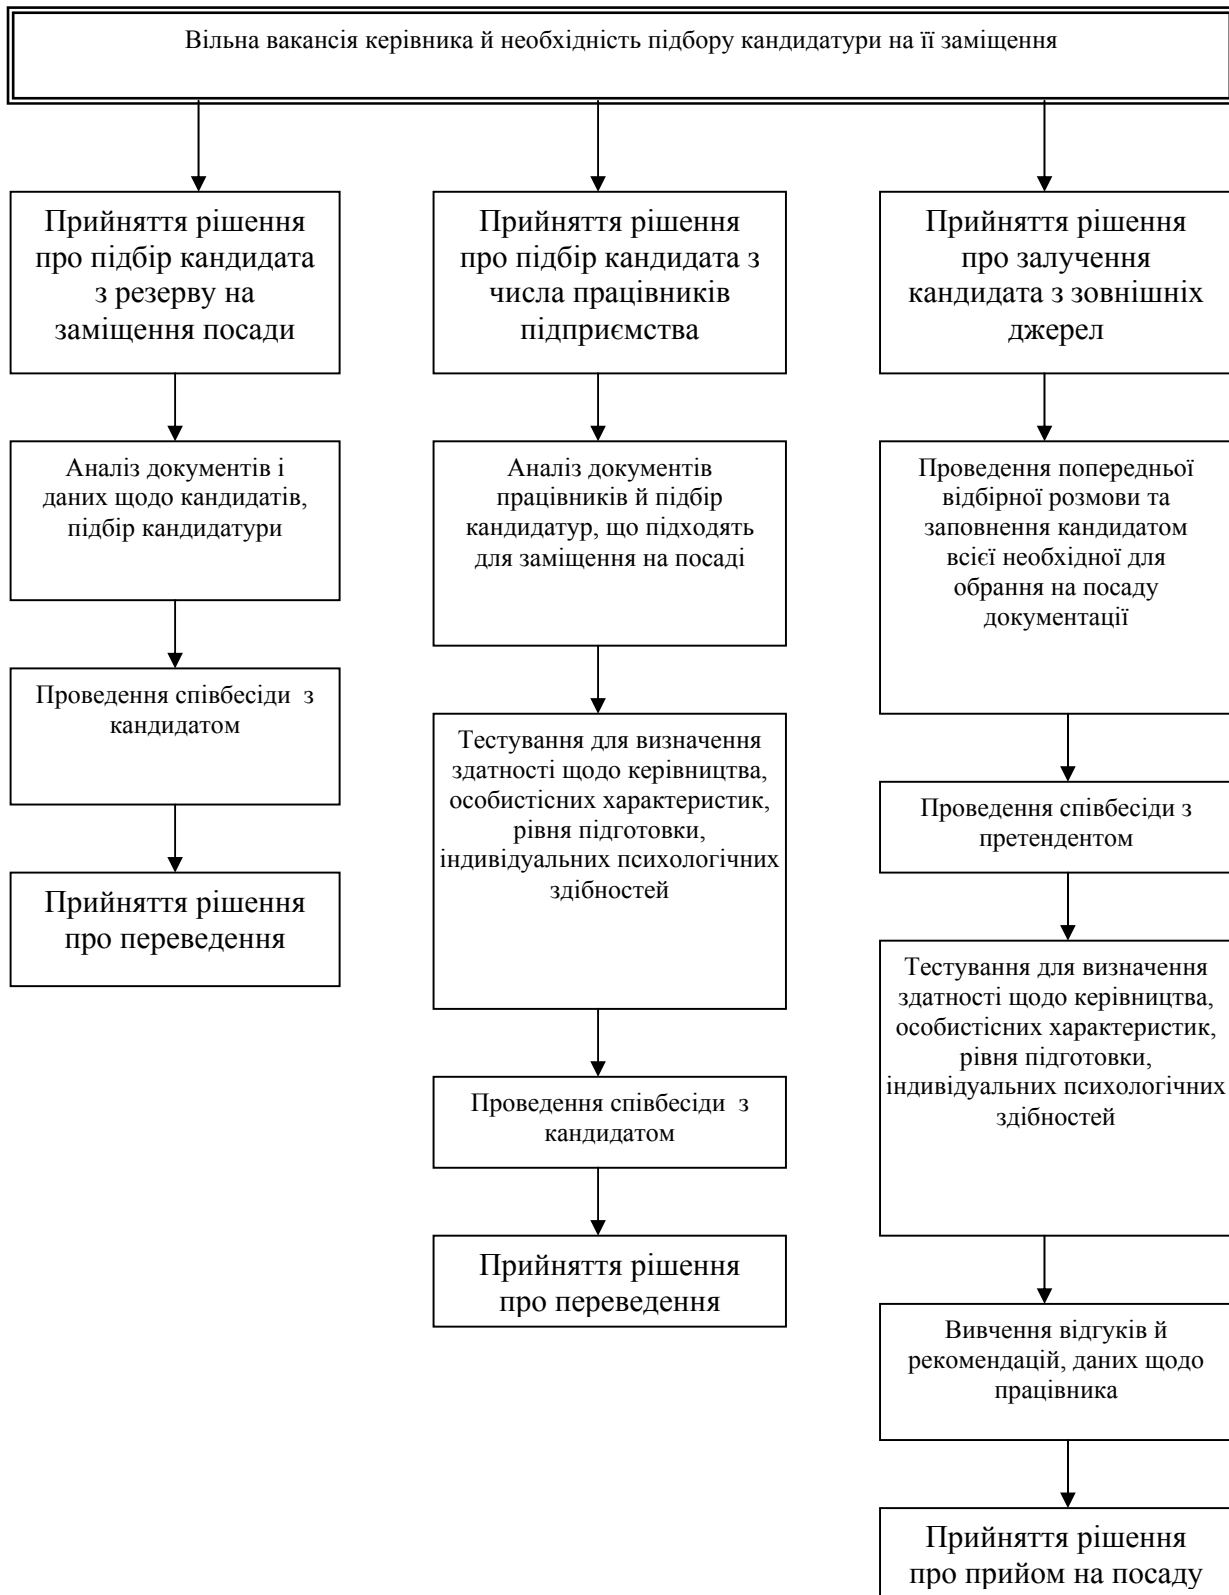 Вільна вакансія керівника й необхідність підбору кандидатури на її заміщення
Прийняття рішення
про підбір кандидата
з резерву на
заміщення посади
Прийняття рішення
про підбір кандидата з
числа працівників
підприємства
Прийняття рішення
про залучення
кандидата з зовнішніх
джерел
Аналіз документів і
даних щодо кандидатів,
підбір кандидатури
Аналіз документів
працівників й підбір
кандидатур, що підходять
для заміщення на посаді
Проведення попередньої
відбірної розмови та
заповнення кандидатом
всієї необхідної для
обрання на посаду
документації
Проведення співбесіди з
кандидатом
Тестування для визначення
здатності щодо керівництва,
особистісних характеристик,
рівня підготовки,
індивідуальних психологічних
здібностей
Проведення співбесіди з
претендентом
Прийняття рішення
про переведення
Тестування для визначення
здатності щодо керівництва,
особистісних характеристик,
рівня підготовки,
індивідуальних психологічних
здібностей
Проведення співбесіди з
кандидатом
Прийняття рішення
про переведення
Вивчення відгуків й
рекомендацій, даних щодо
працівника
Прийняття рішення
про прийом на посаду